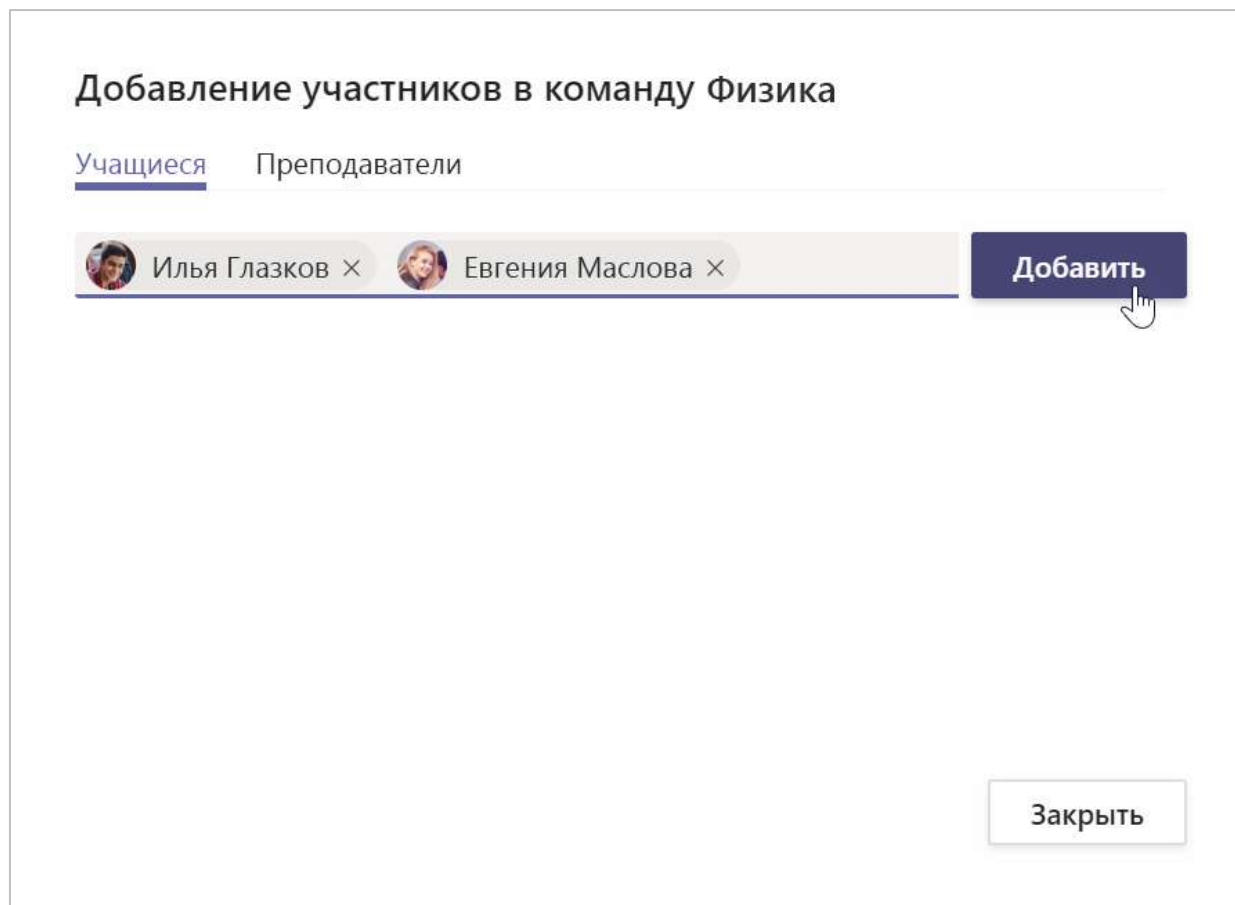 Добавление участников в команду Физика
Учащиеся Преподаватели
Илья Глазков × Евгения Маслова × Добавить
Закрыть